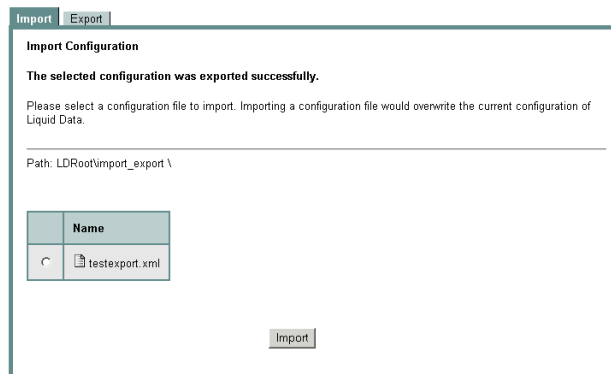 Import Export
Import Configuration
The selected configuration was exported successfully.
Please select a configuration file to import. Importing a configuration file would overwrite the current configuration of
Liquid Data.
Path: LDRoot\import_export \
Name
testexport.xml
Import